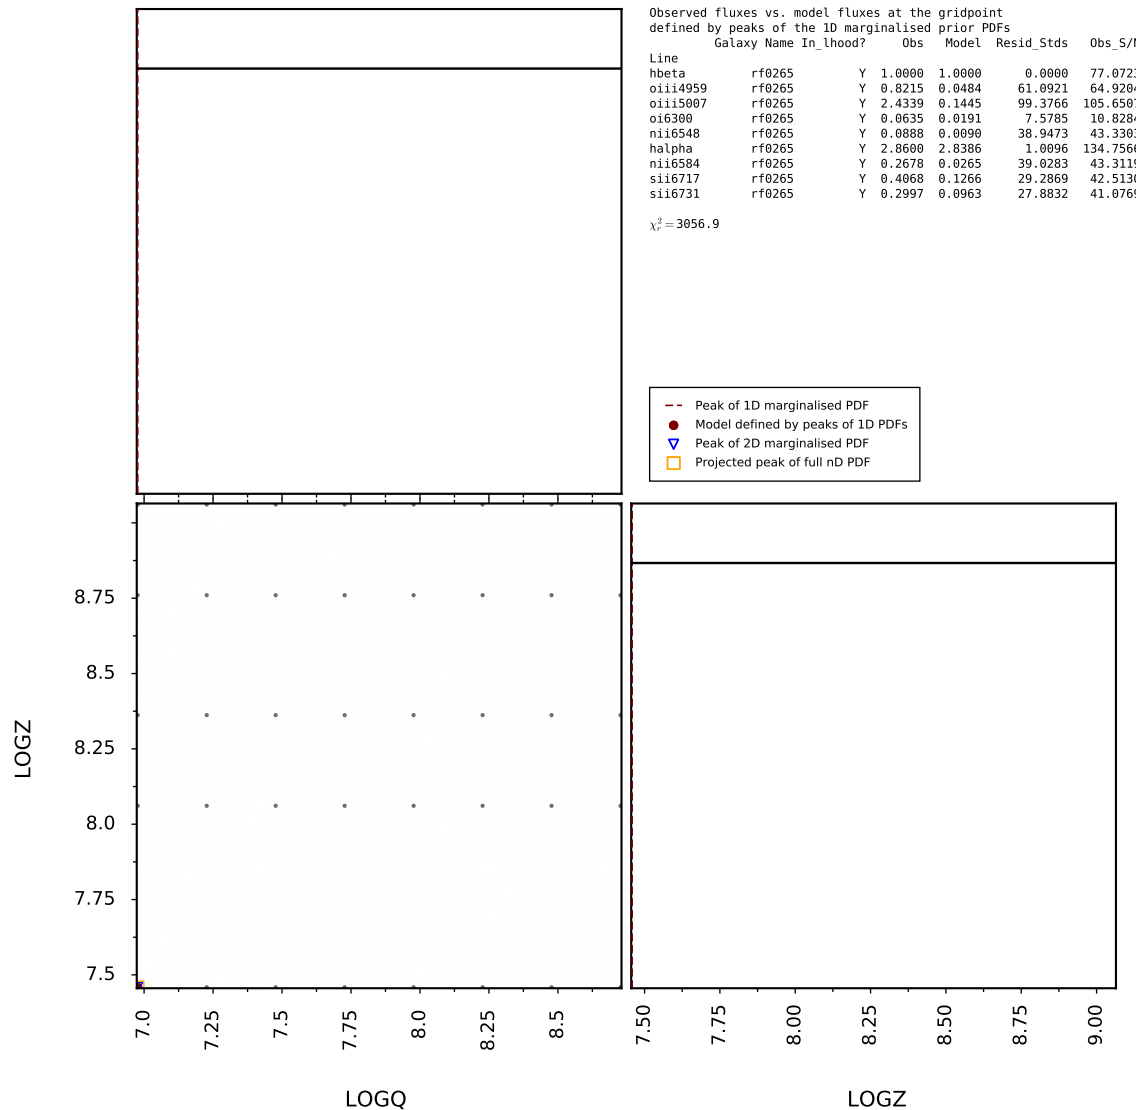 Observed fluxes vs. model fluxes at the gridpoint
defined by peaks of the 1D marginalised prior PDFs
Galaxy Name In_lhood? Obs Model Resid_Stds Obs_S/N
Line
hbeta rf0265 Y 1.0000 1.0000 0.0000 77.0723
oiii4959 rf0265 Y 0.8215 0.0484 61.0921 64.9204
oiii5007 rf0265 Y 2.4339 0.1445 99.3766 105.6507
oi6300 rf0265 Y 0.0635 0.0191 7.5785 10.8284
nii6548 rf0265 Y 0.0888 0.0090 38.9473 43.3303
halpha rf0265 Y 2.8600 2.8386 1.0096 134.7566
nii6584 rf0265 Y 0.2678 0.0265 39.0283 43.3119
sii6717 rf0265 Y 0.4068 0.1266 29.2869 42.5130
sii6731 rf0265 Y 0.2997 0.0963 27.8832 41.0769
χ²ᵣ = 3056.9
Peak of 1D marginalised PDF
Model defined by peaks of 1D PDFs
Peak of 2D marginalised PDF
Projected peak of full nD PDF
8.75
8.5
8.25
8.0
7.75
7.5
LOGZ
7.0 7.25 7.5 7.75 8.0 8.25 8.5
LOGQ
7.50 7.75 8.00 8.25 8.50 8.75 9.00
LOGZ